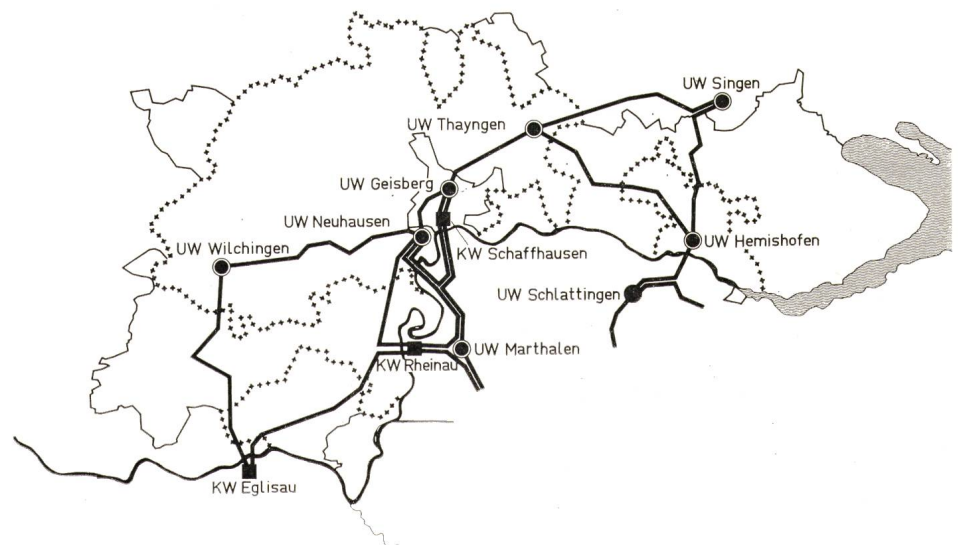 UW Singen
UW Thayngen
UW Geisberg
UW Neuhausen
UW Wilchingen
KW Schaffhausen
UW Hemishofen
UW Schlattingen
UW Marthalen
KW Rheinau
KW Eglisau